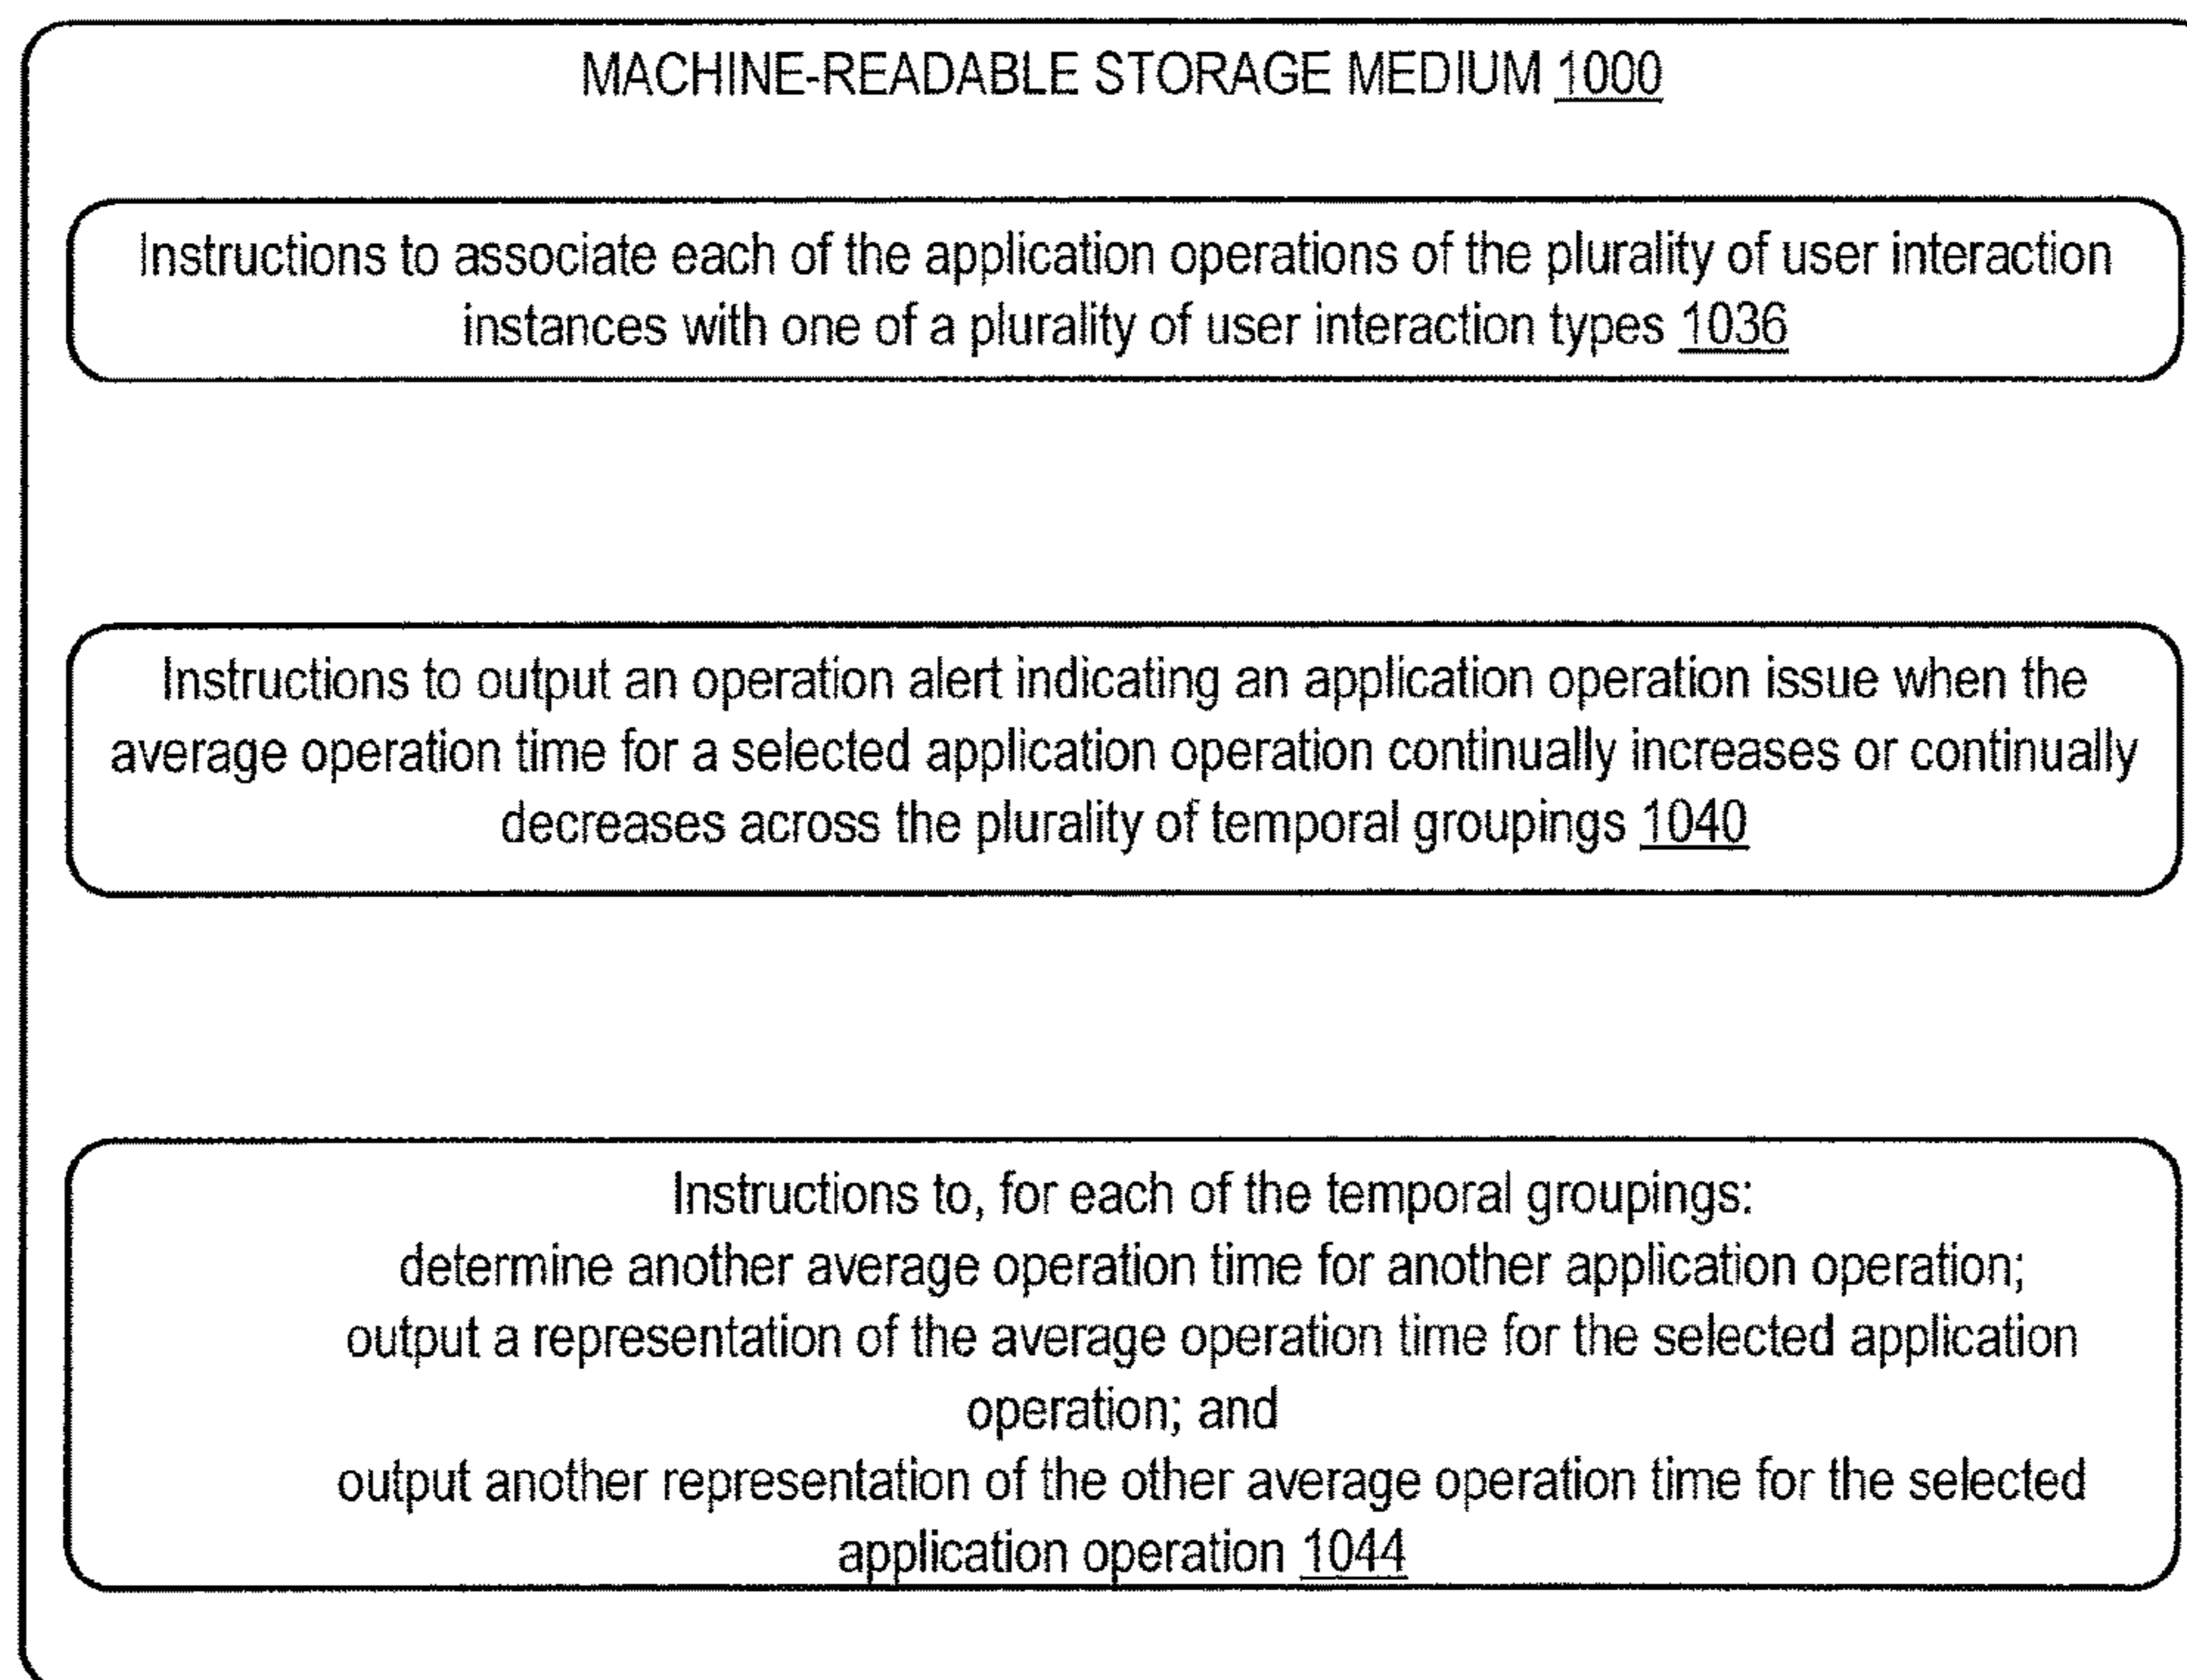 MACHINE-READABLE STORAGE MEDIUM 1000
Instructions to associate each of the application operations of the plurality of user interaction
instances with one of a plurality of user interaction types 1036
Instructions to output an operation alert indicating an application operation issue when the
average operation time for a selected application operation continually increases or continually
decreases across the plurality of temporal groupings 1040
Instructions to, for each of the temporal groupings:
determine another average operation time for another application operation;
output a representation of the average operation time for the selected application
operation; and
output another representation of the other average operation time for the selected
application operation 1044